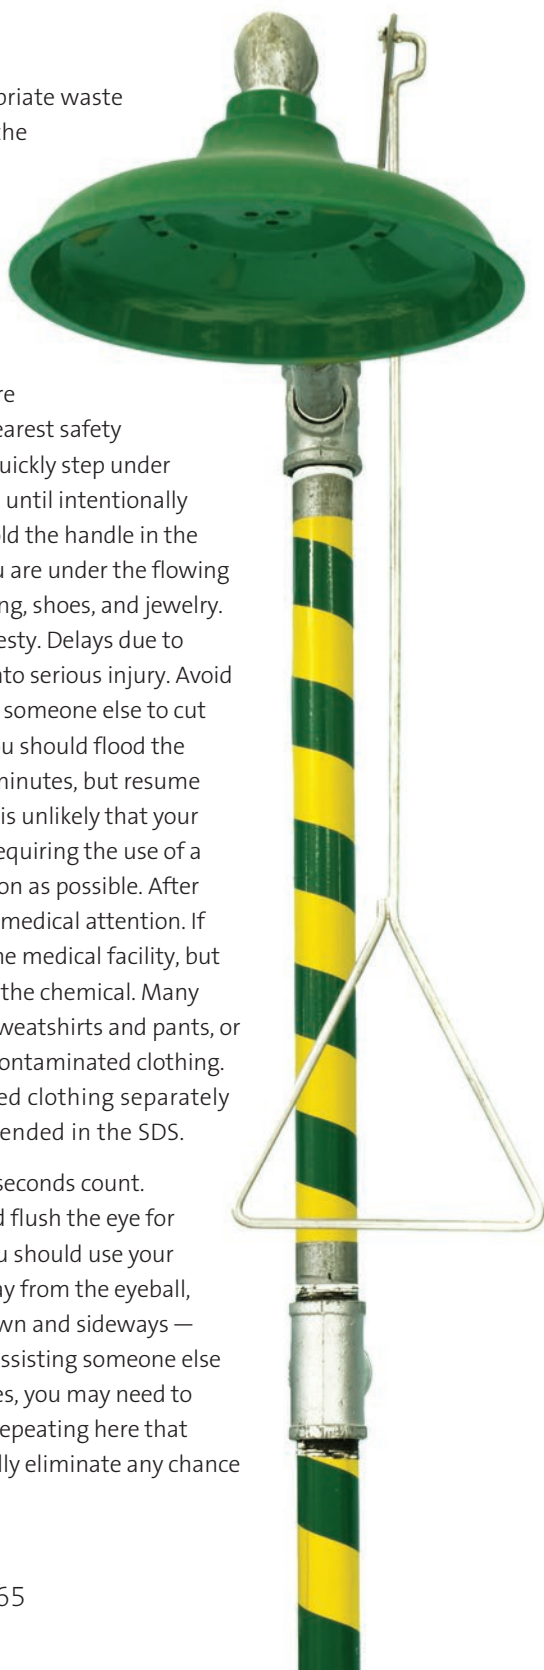 priate waste
the
re
earest safety
uickly step under
until intentionally
old the handle in the
u are under the flowing
ng, shoes, and jewelry.
esty. Delays due to
nto serious injury. Avoid
someone else to cut
ou should flood the
minutes, but resume
is unlikely that your
equiring the use of a
on as possible. After
medical attention. If
he medical facility, but
the chemical. Many
weatshirts and pants, or
ontaminated clothing.
ed clothing separately
ended in the SDS.
seconds count.
d flush the eye for
ou should use your
ay from the eyeball,
wn and sideways —
ssisting someone else
es, you may need to
epeating here that
lly eliminate any chance
65